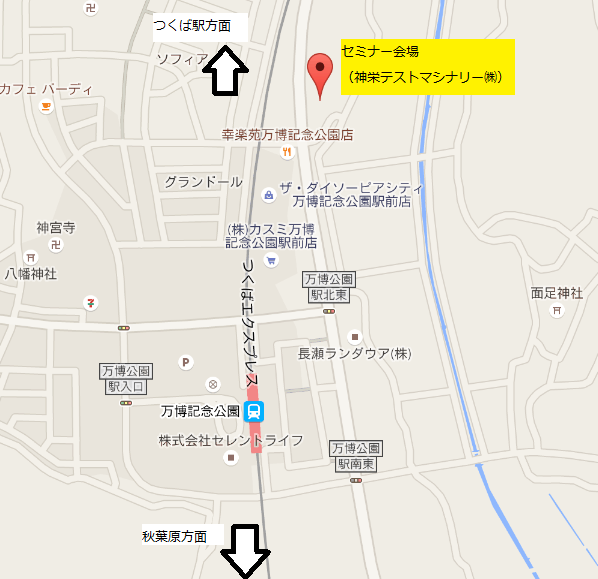 つくば駅方面
セミナー会場
（神栄テストマシナリー㈱）
ソフィア
カフェ バーディ
幸楽苑万博記念公園店
グランドール
ザ・ダイソーピアシティ
万博記念公園駅前店
神宮寺
(株)カスミ万博
記念公園駅前店
八幡神社
つくばエクスプレス
万博公園
駅北東
面足神社
長瀬ランダウア(株)
P
万博公園
駅入口
万博記念公園
株式会社セレントライフ
万博公園
駅南東
秋葉原方面